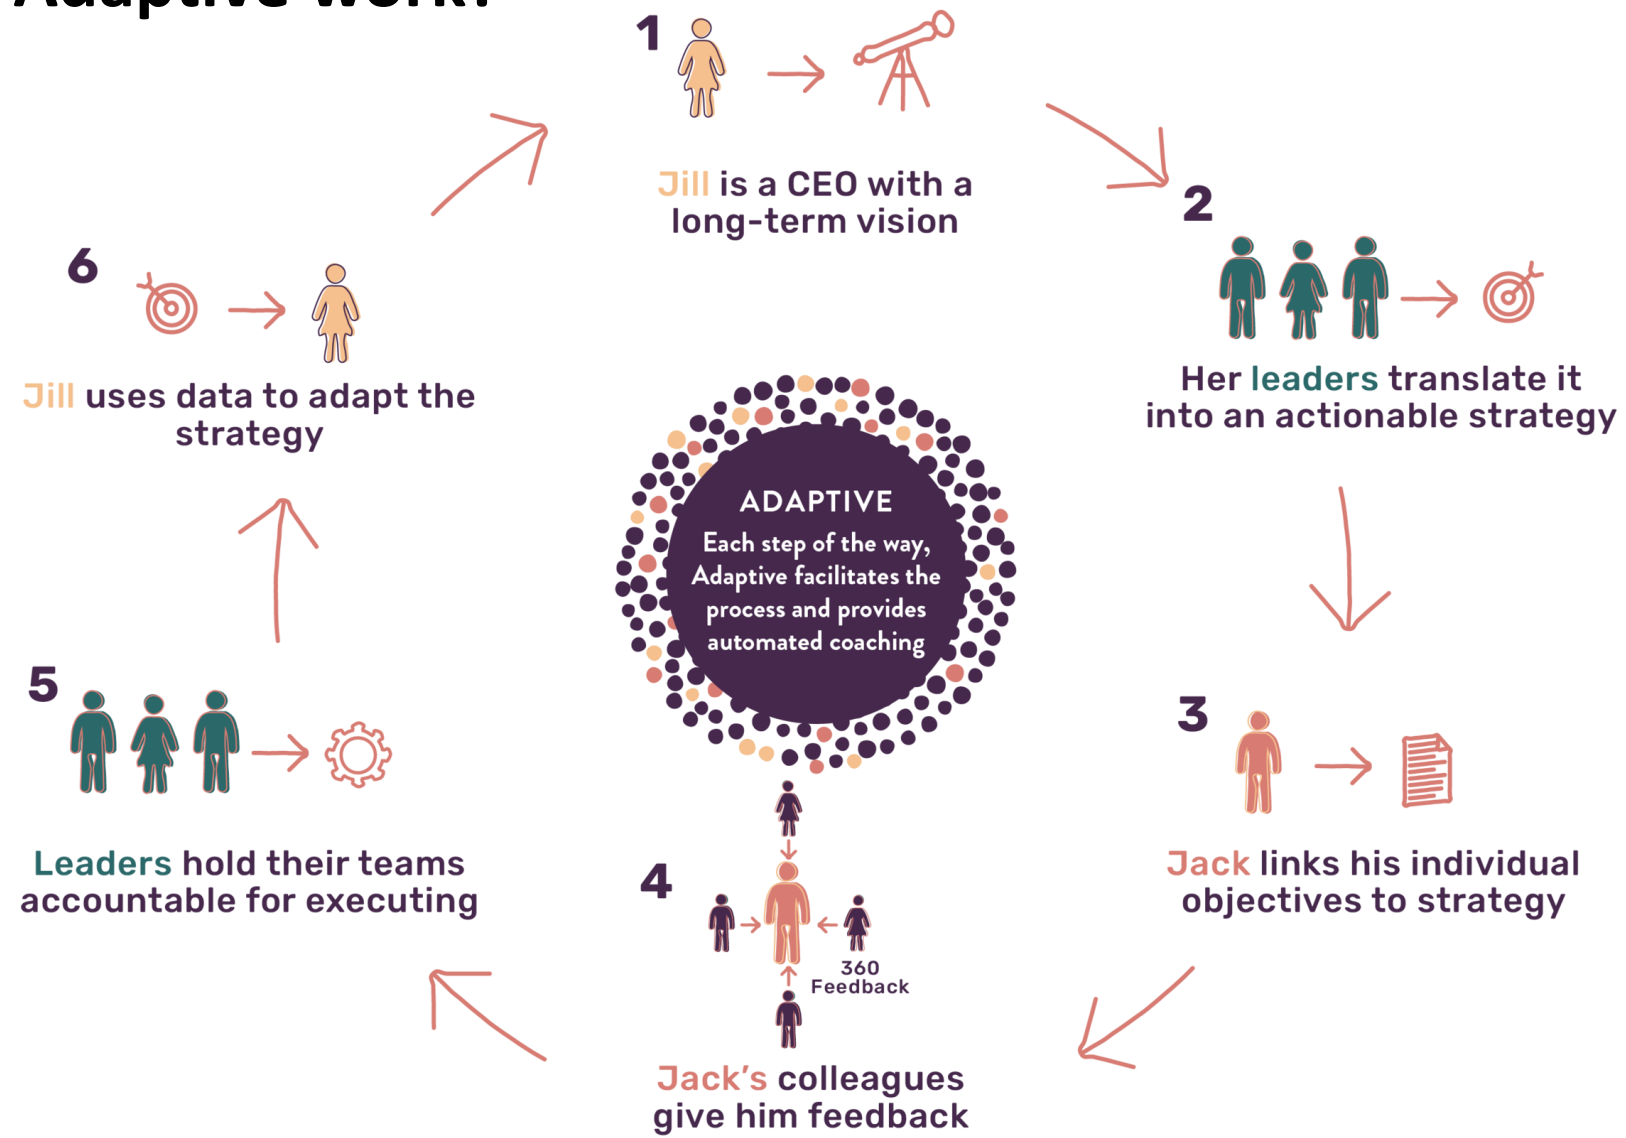 Adaptive work?
1
Jill is a CEO with a
long-term vision
2
Her leaders translate it
into an actionable strategy
3
Jack links his individual
objectives to strategy
4
360
Feedback
Jack's colleagues
give him feedback
5
Leaders hold their teams
accountable for executing
6
Jill uses data to adapt the
strategy
ADAPTIVE
Each step of the way,
Adaptive facilitates the
process and provides
automated coaching